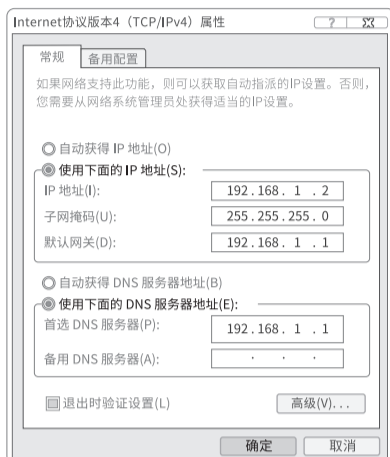 Internet协议版本4（TCP/IPv4）属性
常规 备用配置
如果网络支持此功能，则可以获取自动指派的IP设置。否则，
您需要从网络系统管理员处获得适当的IP设置。
自动获得 IP 地址(O)
使用下面的 IP 地址(S):
IP 地址(I): 192.168. 1 . 2
子网掩码(U): 255.255.255. 0
默认网关(D): 192.168. 1 . 1
自动获得 DNS 服务器地址(B)
使用下面的 DNS 服务器地址(E):
首选 DNS 服务器(P): 192.168. 1 . 1
备用 DNS 服务器(A): . . .
退出时验证设置(L) 高级(V)...
确定 取消